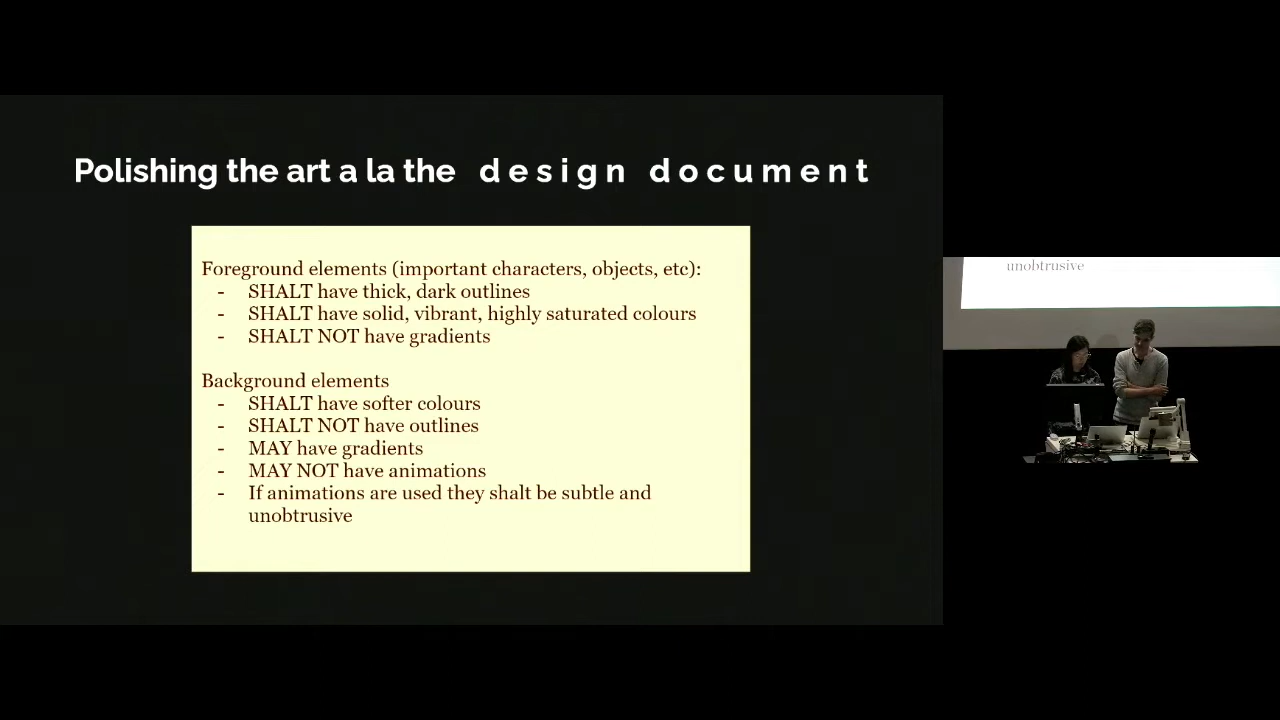 Polishing the art a la the d e s i g n d o c u m e n t
Foreground elements (important characters, objects, etc):
- SHALT have thick, dark outlines
- SHALT have solid, vibrant, highly saturated colours
- SHALT NOT have gradients
Background elements
- SHALT have softer colours
- SHALT NOT have outlines
- MAY have gradients
- MAY NOT have animations
- If animations are used they shalt be subtle and
unobtrusive
unobtrusive